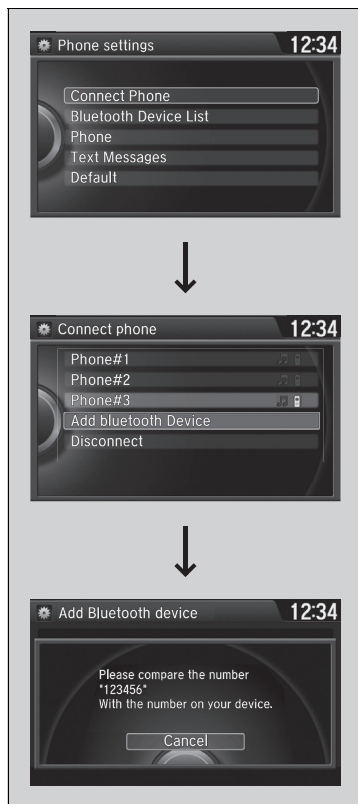 Phone settings 12:34
Connect Phone
Bluetooth Device List
Phone
Text Messages
Default
Connect phone 12:34
Phone#1
Phone#2
Phone#3
Add bluetooth Device
Disconnect
Add Bluetooth device 12:34
Please compare the number
"123456"
With the number on your device.
Cancel